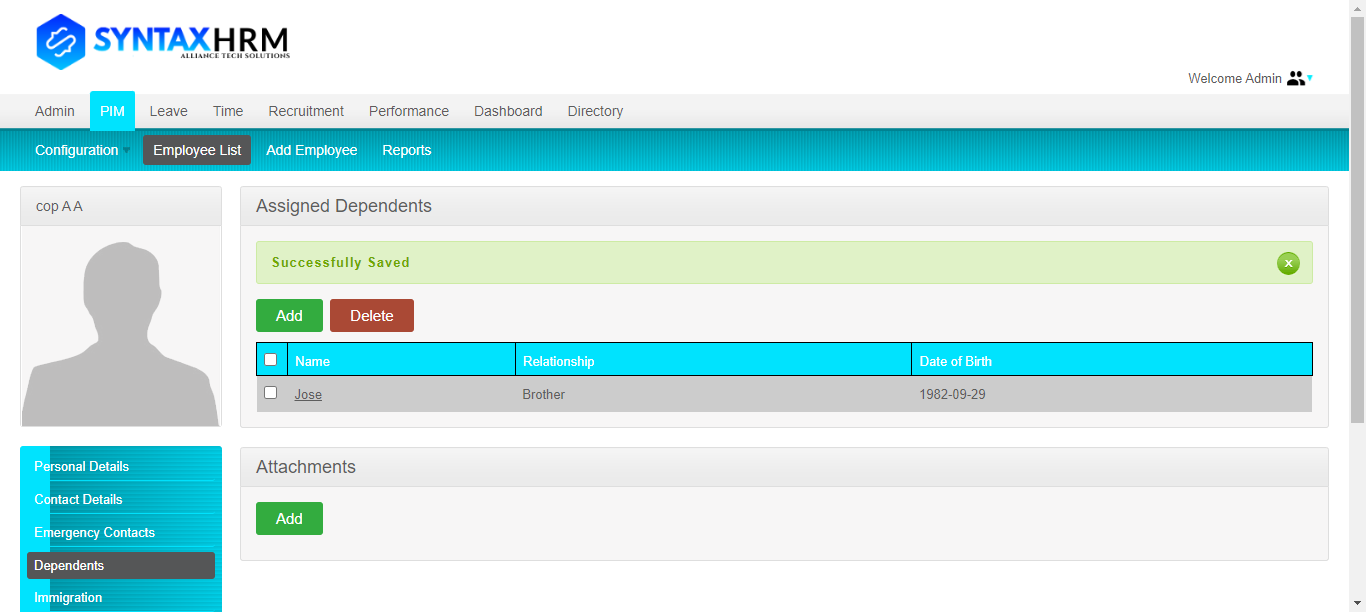 SYNTAXHRM
ALLIANCE TECH SOLUTIONS
Welcome Admin
Admin PIM Leave Time Recruitment Performance Dashboard Directory
Configuration Employee List Add Employee Reports
cop A A
Assigned Dependents
Successfully Saved
x
Add Delete
Name Relationship Date of Birth
Jose Brother 1982-09-29
Personal Details
Contact Details
Emergency Contacts
Dependents
Immigration
Attachments
Add